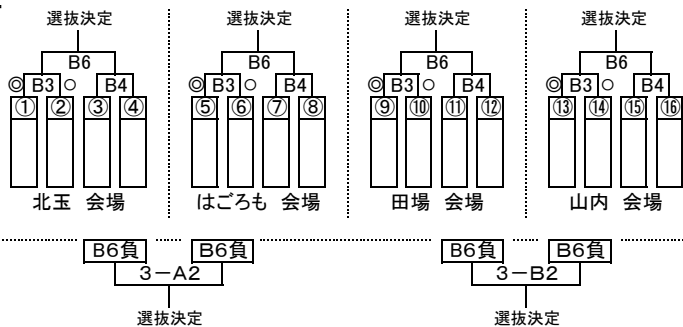 選抜決定 選抜決定 選抜決定 選抜決定
B6 B6 B6 B6
◎ B3 ○ B4 ◎ B3 ○ B4 ◎ B3 ○ B4 ◎ B3 ○ B4
① ② ③ ④ ⑤ ⑥ ⑦ ⑧ ⑨ ⑩ ⑪ ⑫ ⑬ ⑭ ⑮ ⑯
北玉 会場 はごろも 会場 田場 会場 山内 会場
B6負 B6負 B6負 B6負
3－A2 3－B2
選抜決定 選抜決定